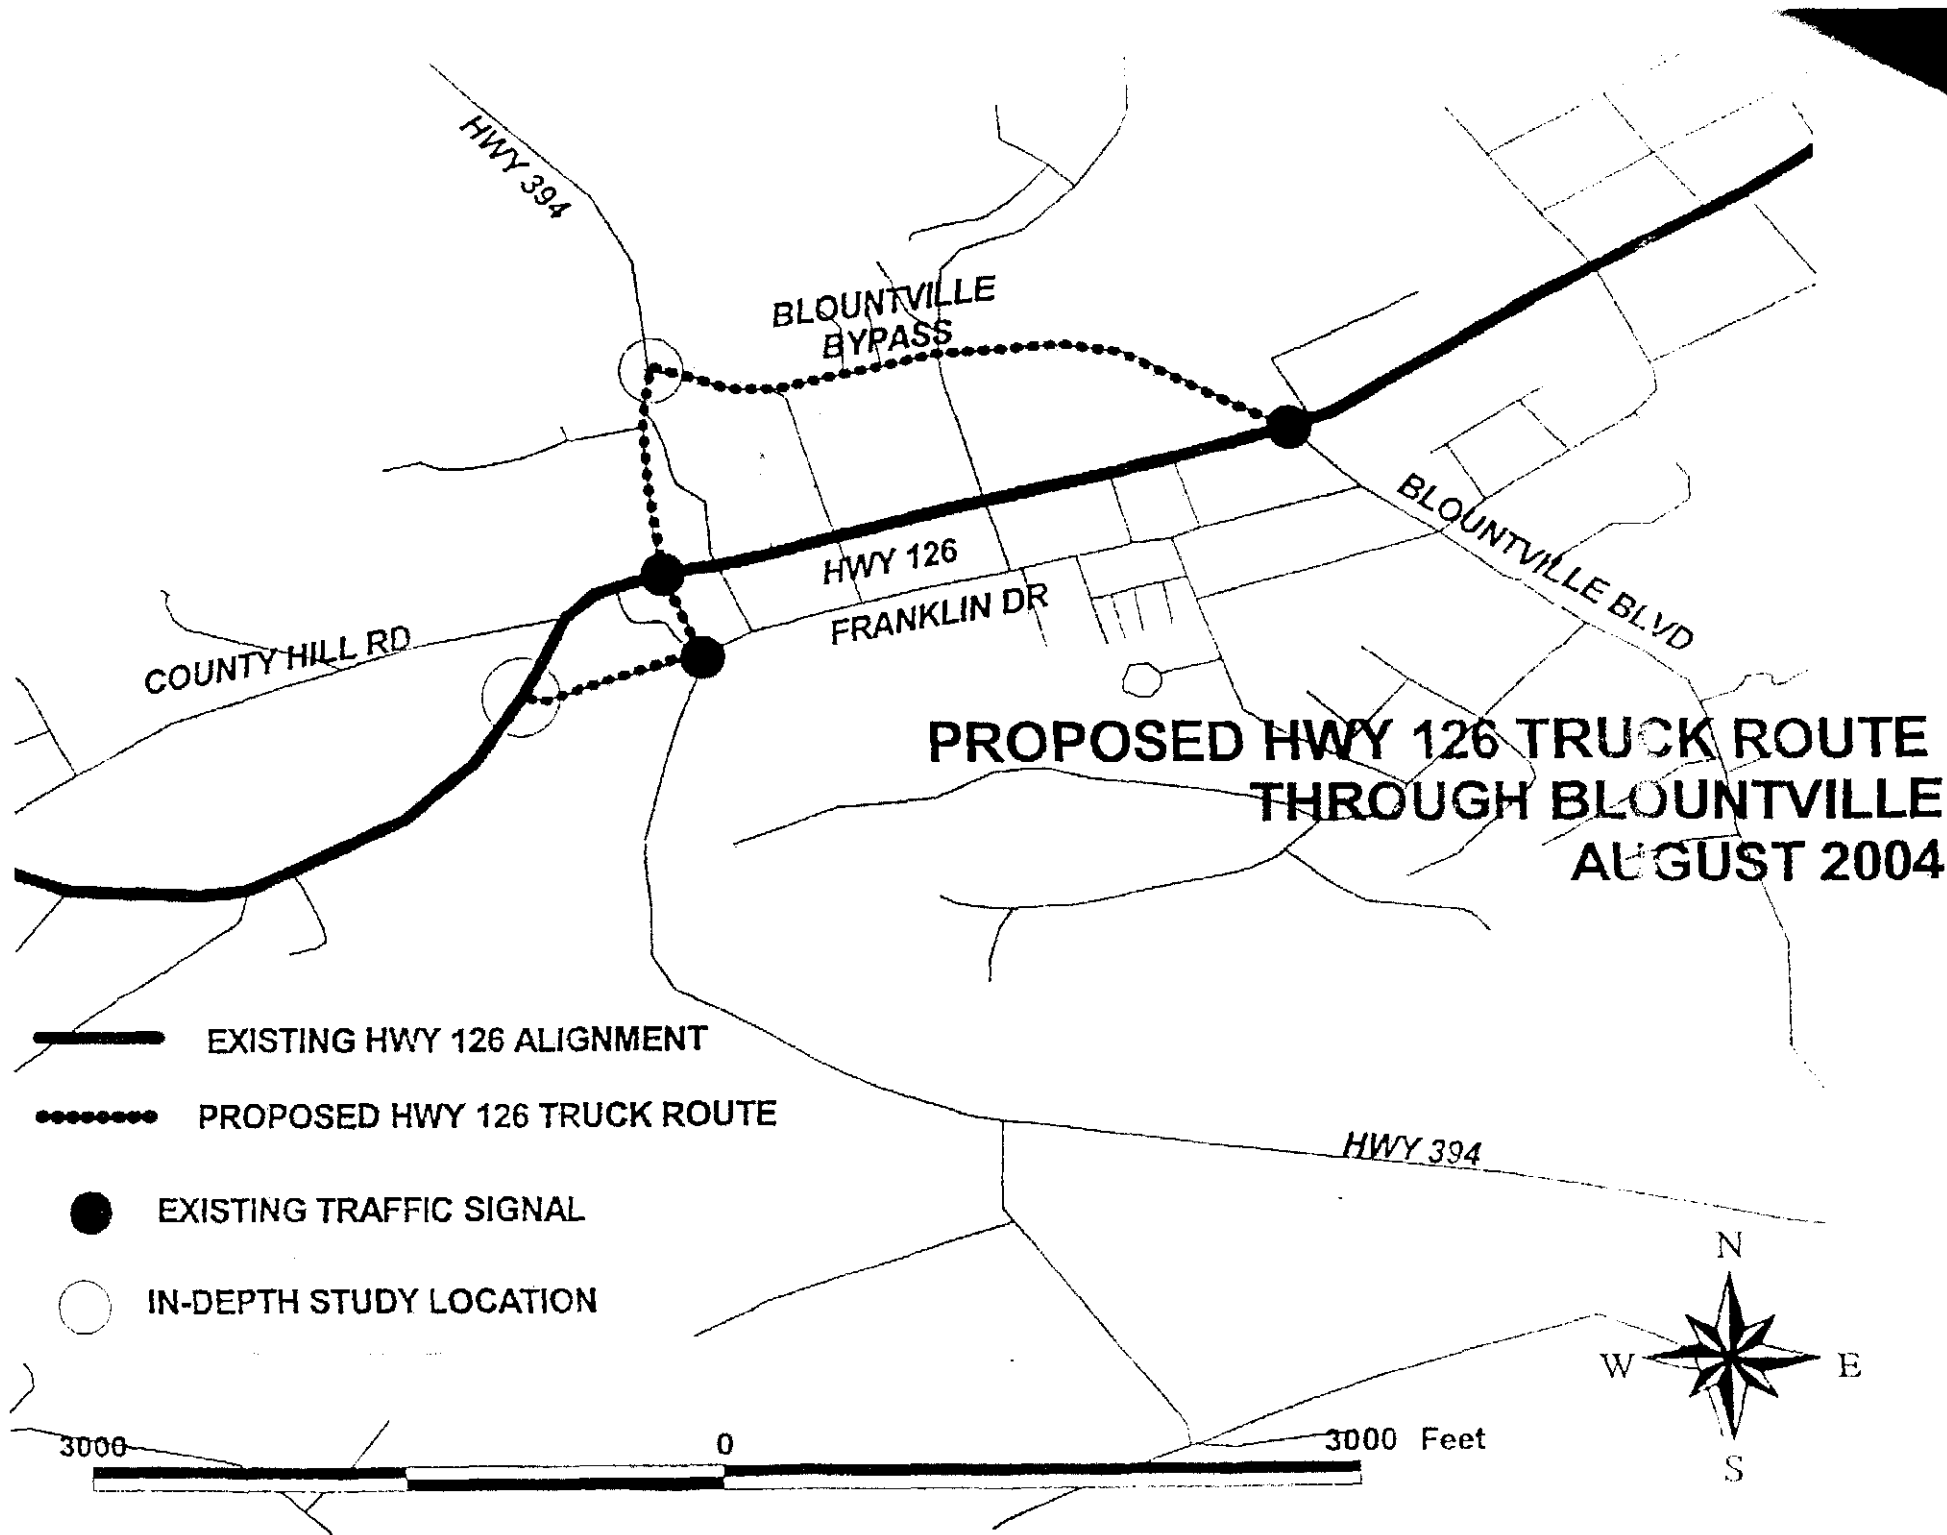 HWY 394
BLOUNTVILLE
BYPASS
BLOUNTVILLE BLVD
HWY 126
FRANKLIN DR
COUNTY HILL RD
PROPOSED HWY 126 TRUCK ROUTE
THROUGH BLOUNTVILLE
AUGUST 2004
EXISTING HWY 126 ALIGNMENT
PROPOSED HWY 126 TRUCK ROUTE
HWY 394
EXISTING TRAFFIC SIGNAL
IN-DEPTH STUDY LOCATION
N
W E
S
3000 0 3000 Feet